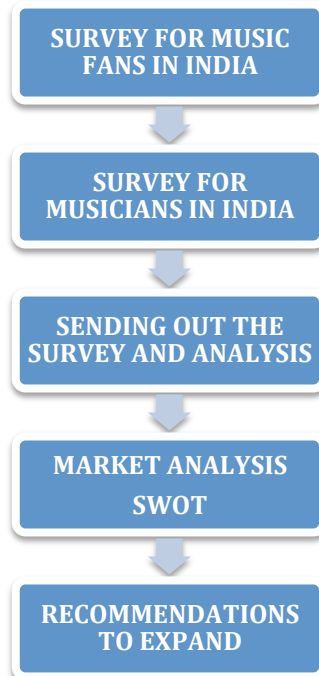 SURVEY FOR MUSIC
FANS IN INDIA
SURVEY FOR
MUSICIANS IN INDIA
SENDING OUT THE
SURVEY AND ANALYSIS
MARKET ANALYSIS
SWOT
RECOMMENDATIONS
TO EXPAND